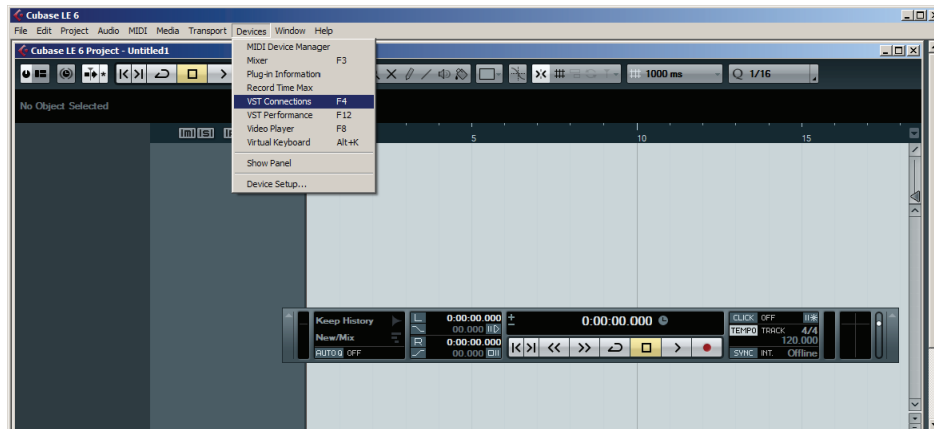 Cubase LE 6
File Edit Project Audio MIDI Media Transport Devices Window Help
Cubase LE 6 Project - Untitled1
MIDI Device Manager
Mixer F3
Plug-in Information
Record Time Max
VST Connections F4
VST Performance F12
Video Player F8
Virtual Keyboard Alt+K
Show Panel
Device Setup...
1000 ms
Q 1/16
No Object Selected
m s
5 10 15
Keep History
New/Mix
AUTO Q OFF
L 0:00:00.000
00.000
R 0:00:00.000
00.000
0:00:00.000
CLICK OFF
TEMPO TRACK 4/4
120.000
SYNC INT. Offline